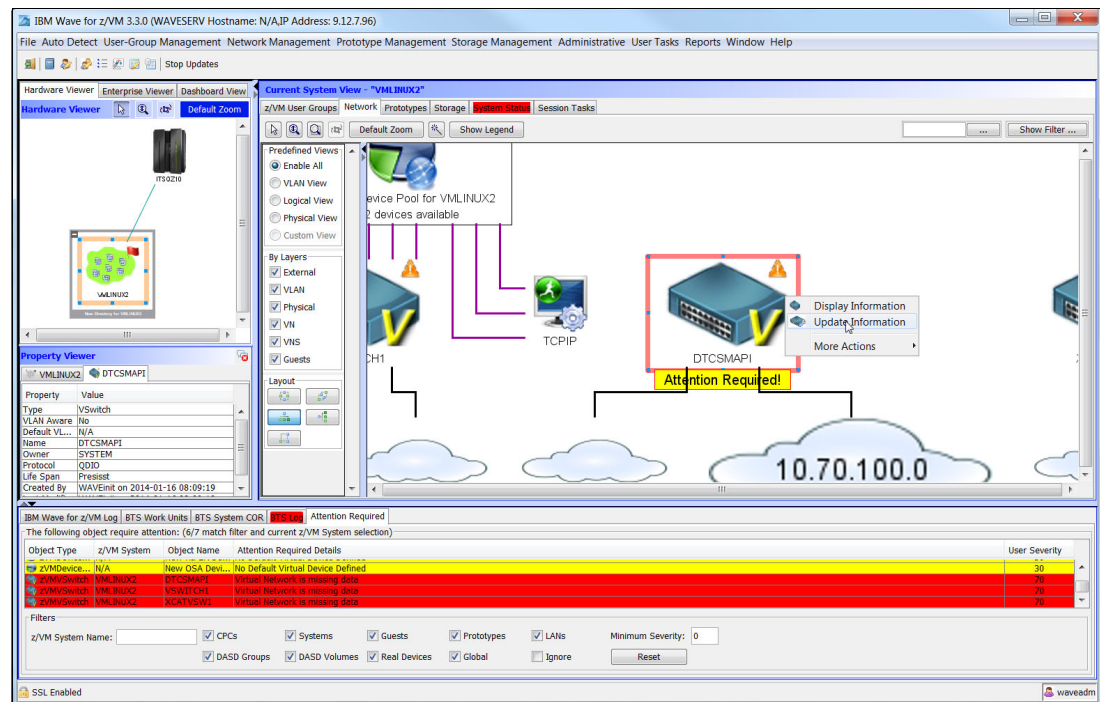 IBM Wave for z/VM 3.3.0 (WAVESERV Hostname: N/A,IP Address: 9.12.7.96)
File Auto Detect User-Group Management Network Management Prototype Management Storage Management Administrative User Tasks Reports Window Help
Stop Updates
Hardware Viewer Enterprise Viewer Dashboard View
Hardware Viewer Default Zoom
ITSOZ10
VMLINUX2
Property Viewer
VMLINUX2 DTCSMAPI
Property Value
Type VSwitch
VLAN Aware No
Default VL... N/A
Name DTCSMAPI
Owner SYSTEM
Protocol QDIO
Life Span Presisst
Created By WAVEinit on 2014-01-16 08:09:19
Current System View - "VMLINUX2"
z/VM User Groups Network Prototypes Storage System Status Session Tasks
Default Zoom Show Legend ... Show Filter ...
Predefined Views
Enable All
VLAN View
Logical View
Physical View
Custom View
By Layers
External
VLAN
Physical
VN
VNS
Guests
Layout
evice Pool for VMLINUX2
2 devices available
CH1
TCPIP
DTCSMAPI
Attention Required!
Display Information
Update Information
More Actions
10.70.100.0
IBM Wave for z/VM Log BTS Work Units BTS System COR BTS Log Attention Required
The following object require attention: (6/7 match filter and current z/VM System selection)
Object Type z/VM System Object Name Attention Required Details User Severity
zVMDevice... N/A New OSA Devi... No Default Virtual Device Defined 30
zVMVSwitch VMLINUX2 DTCSMAPI Virtual Network is missing data 70
zVMVSwitch VMLINUX2 VSWITCH1 Virtual Network is missing data 70
zVMVSwitch VMLINUX2 XCATVSW1 Virtual Network is missing data 70
Filters
z/VM System Name: CPCs Systems Guests Prototypes LANs Minimum Severity: 0
DASD Groups DASD Volumes Real Devices Global Ignore Reset
SSL Enabled waveadm